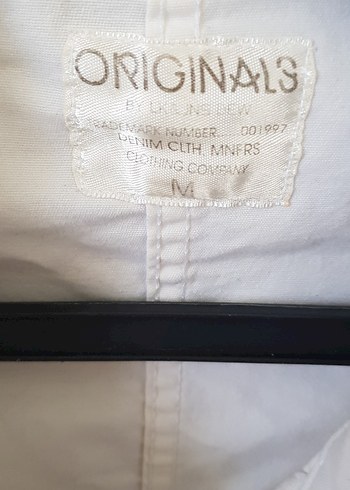 ORIGINALS
BY
TRADEMARK NUMBER..... 001997
DENIM CLTH. MNFRS
CLOTHING COMPANY
M